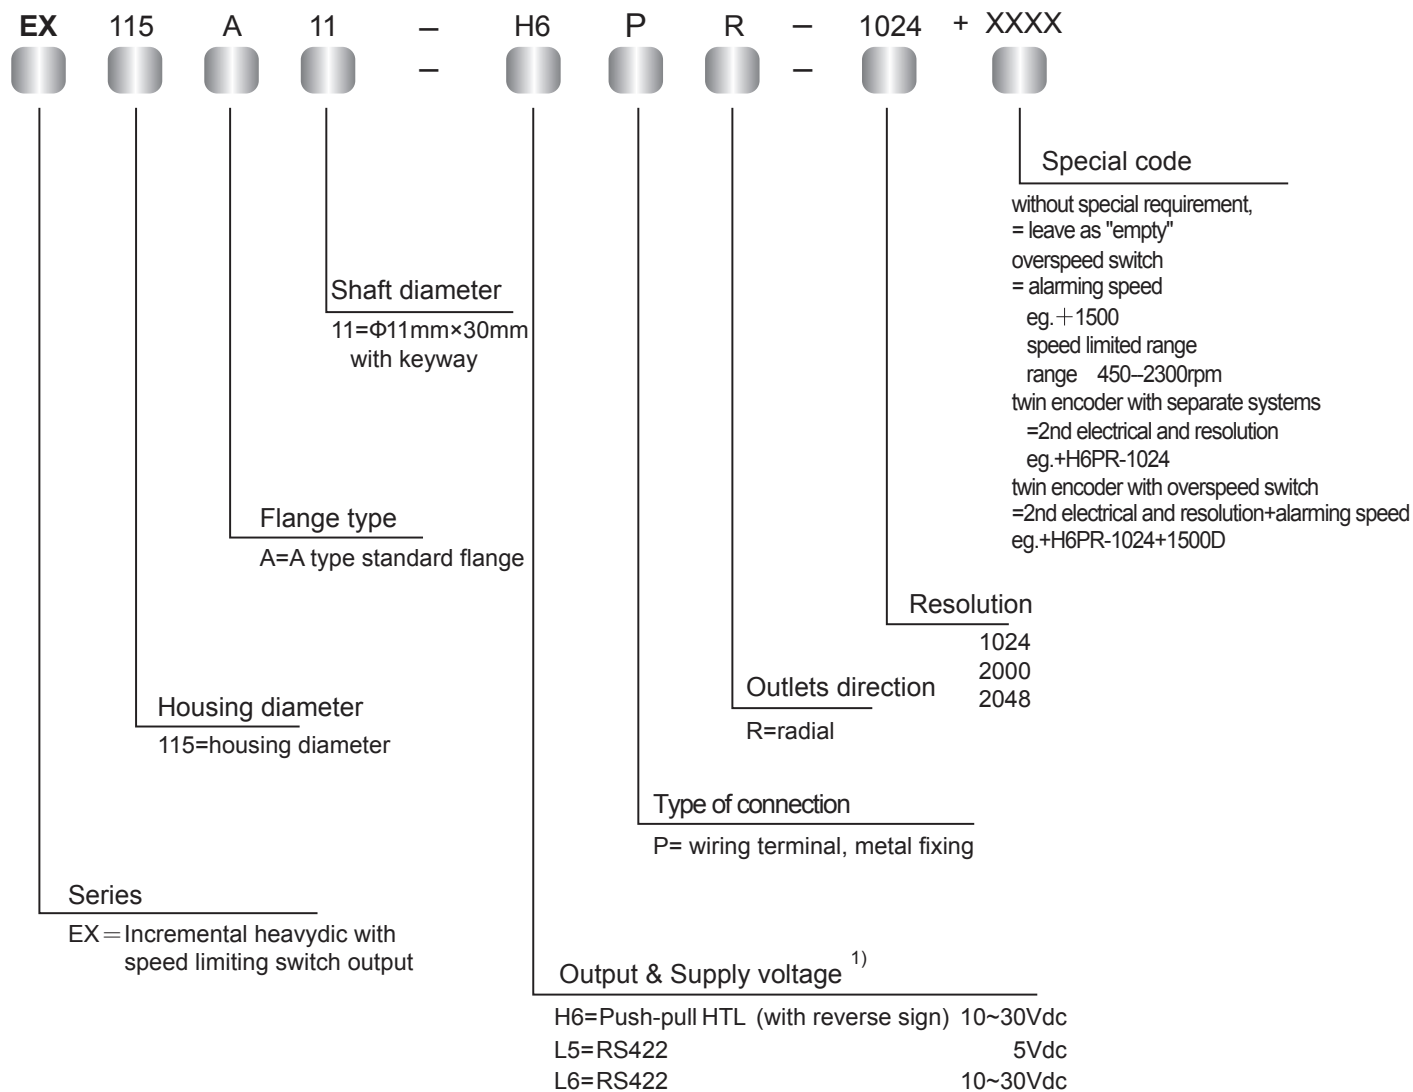 EX 115 A 11 – H6 P R – 1024 + XXXX
– –
Special code
without special requirement,
= leave as "empty"
overspeed switch
= alarming speed
eg.+1500
speed limited range
range 450--2300rpm
twin encoder with separate systems
=2nd electrical and resolution
eg.+H6PR-1024
twin encoder with overspeed switch
=2nd electrical and resolution+alarming speed
eg.+H6PR-1024+1500D
Shaft diameter
11=Φ11mm×30mm
with keyway
Flange type
A=A type standard flange
Resolution
1024
2000
2048
Outlets direction
R=radial
Housing diameter
115=housing diameter
Type of connection
P= wiring terminal, metal fixing
Series
EX=Incremental heavydic with
speed limiting switch output
Output & Supply voltage 1)
H6=Push-pull HTL (with reverse sign) 10~30Vdc
L5=RS422 5Vdc
L6=RS422 10~30Vdc